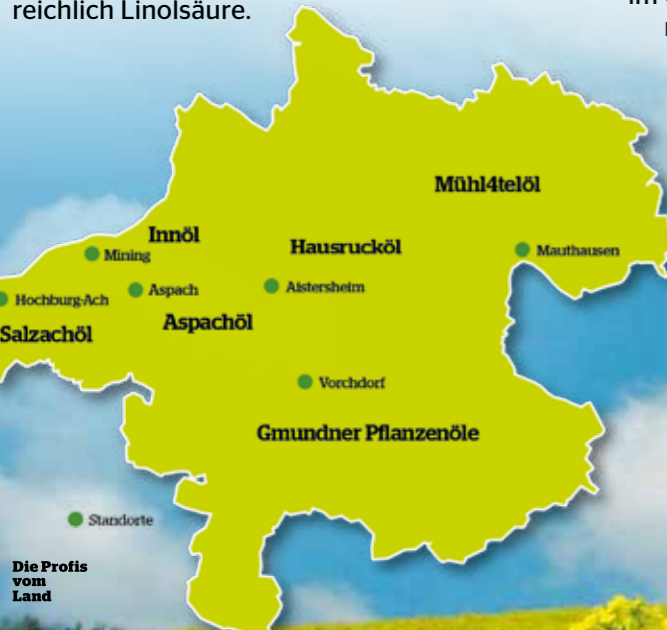 reichlich Linolsäure.
Mühl4telöl
Innöl
Hausrucköl
Mining
Mauthausen
Aspach
Aistersheim
Hochburg-Ach
Salzachöl
Aspachöl
Vorchdorf
Gmundner Pflanzenöle
Standorte
Die Profis
vom
Land